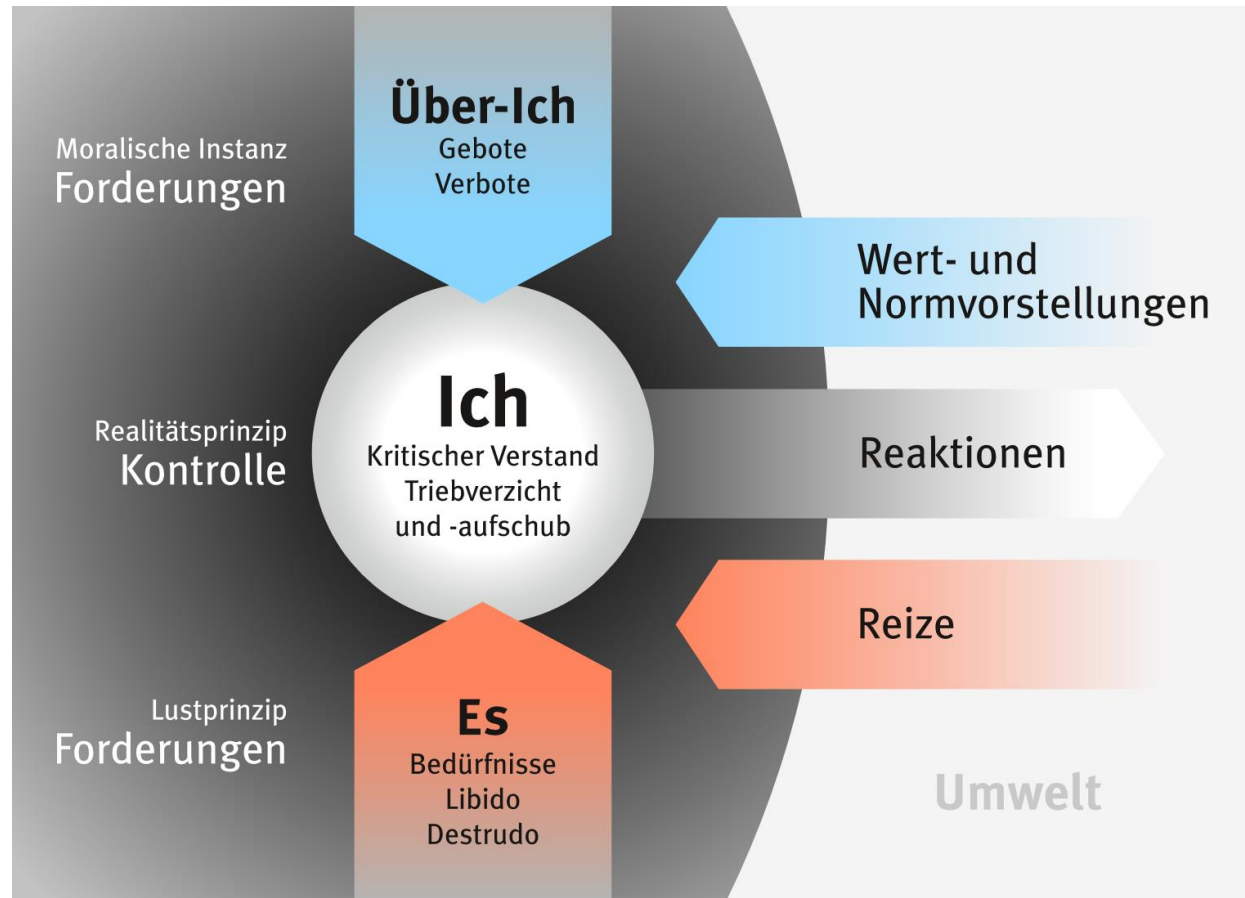 Über-Ich
Gebote
Verbote
Moralische Instanz
Forderungen
Wert- und
Normvorstellungen
Ich
Kritischer Verstand
Triebverzicht
und -aufschub
Realitätsprinzip
Kontrolle
Reaktionen
Reize
Es
Bedürfnisse
Libido
Destrudo
Lustprinzip
Forderungen
Umwelt